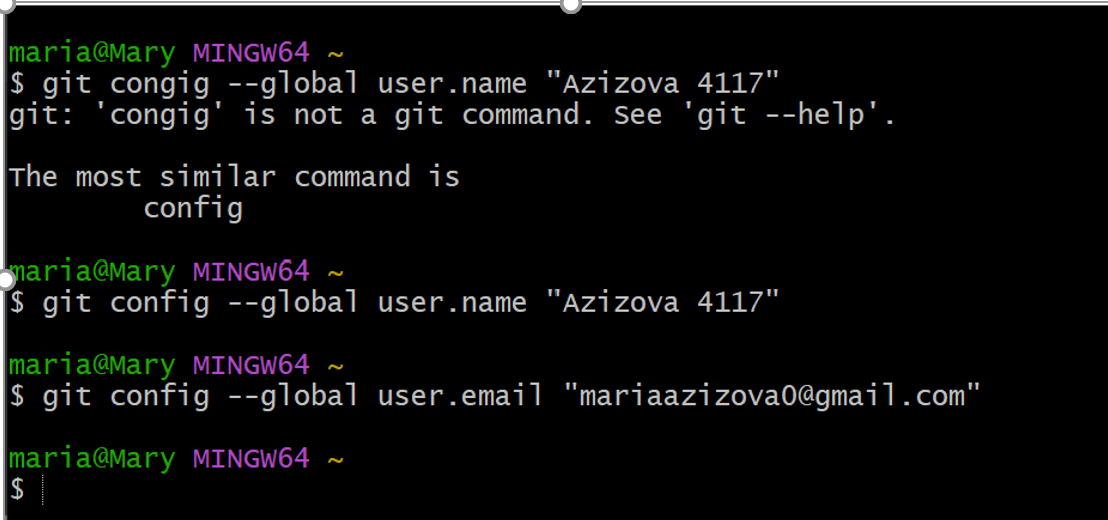 maria@Mary MINGW64 ~
$ git congig --global user.name "Azizova 4117"
git: 'congig' is not a git command. See 'git --help'.
The most similar command is
config
maria@Mary MINGW64 ~
$ git config --global user.name "Azizova 4117"
maria@Mary MINGW64 ~
$ git config --global user.email "mariaazizova0@gmail.com"
maria@Mary MINGW64 ~
$